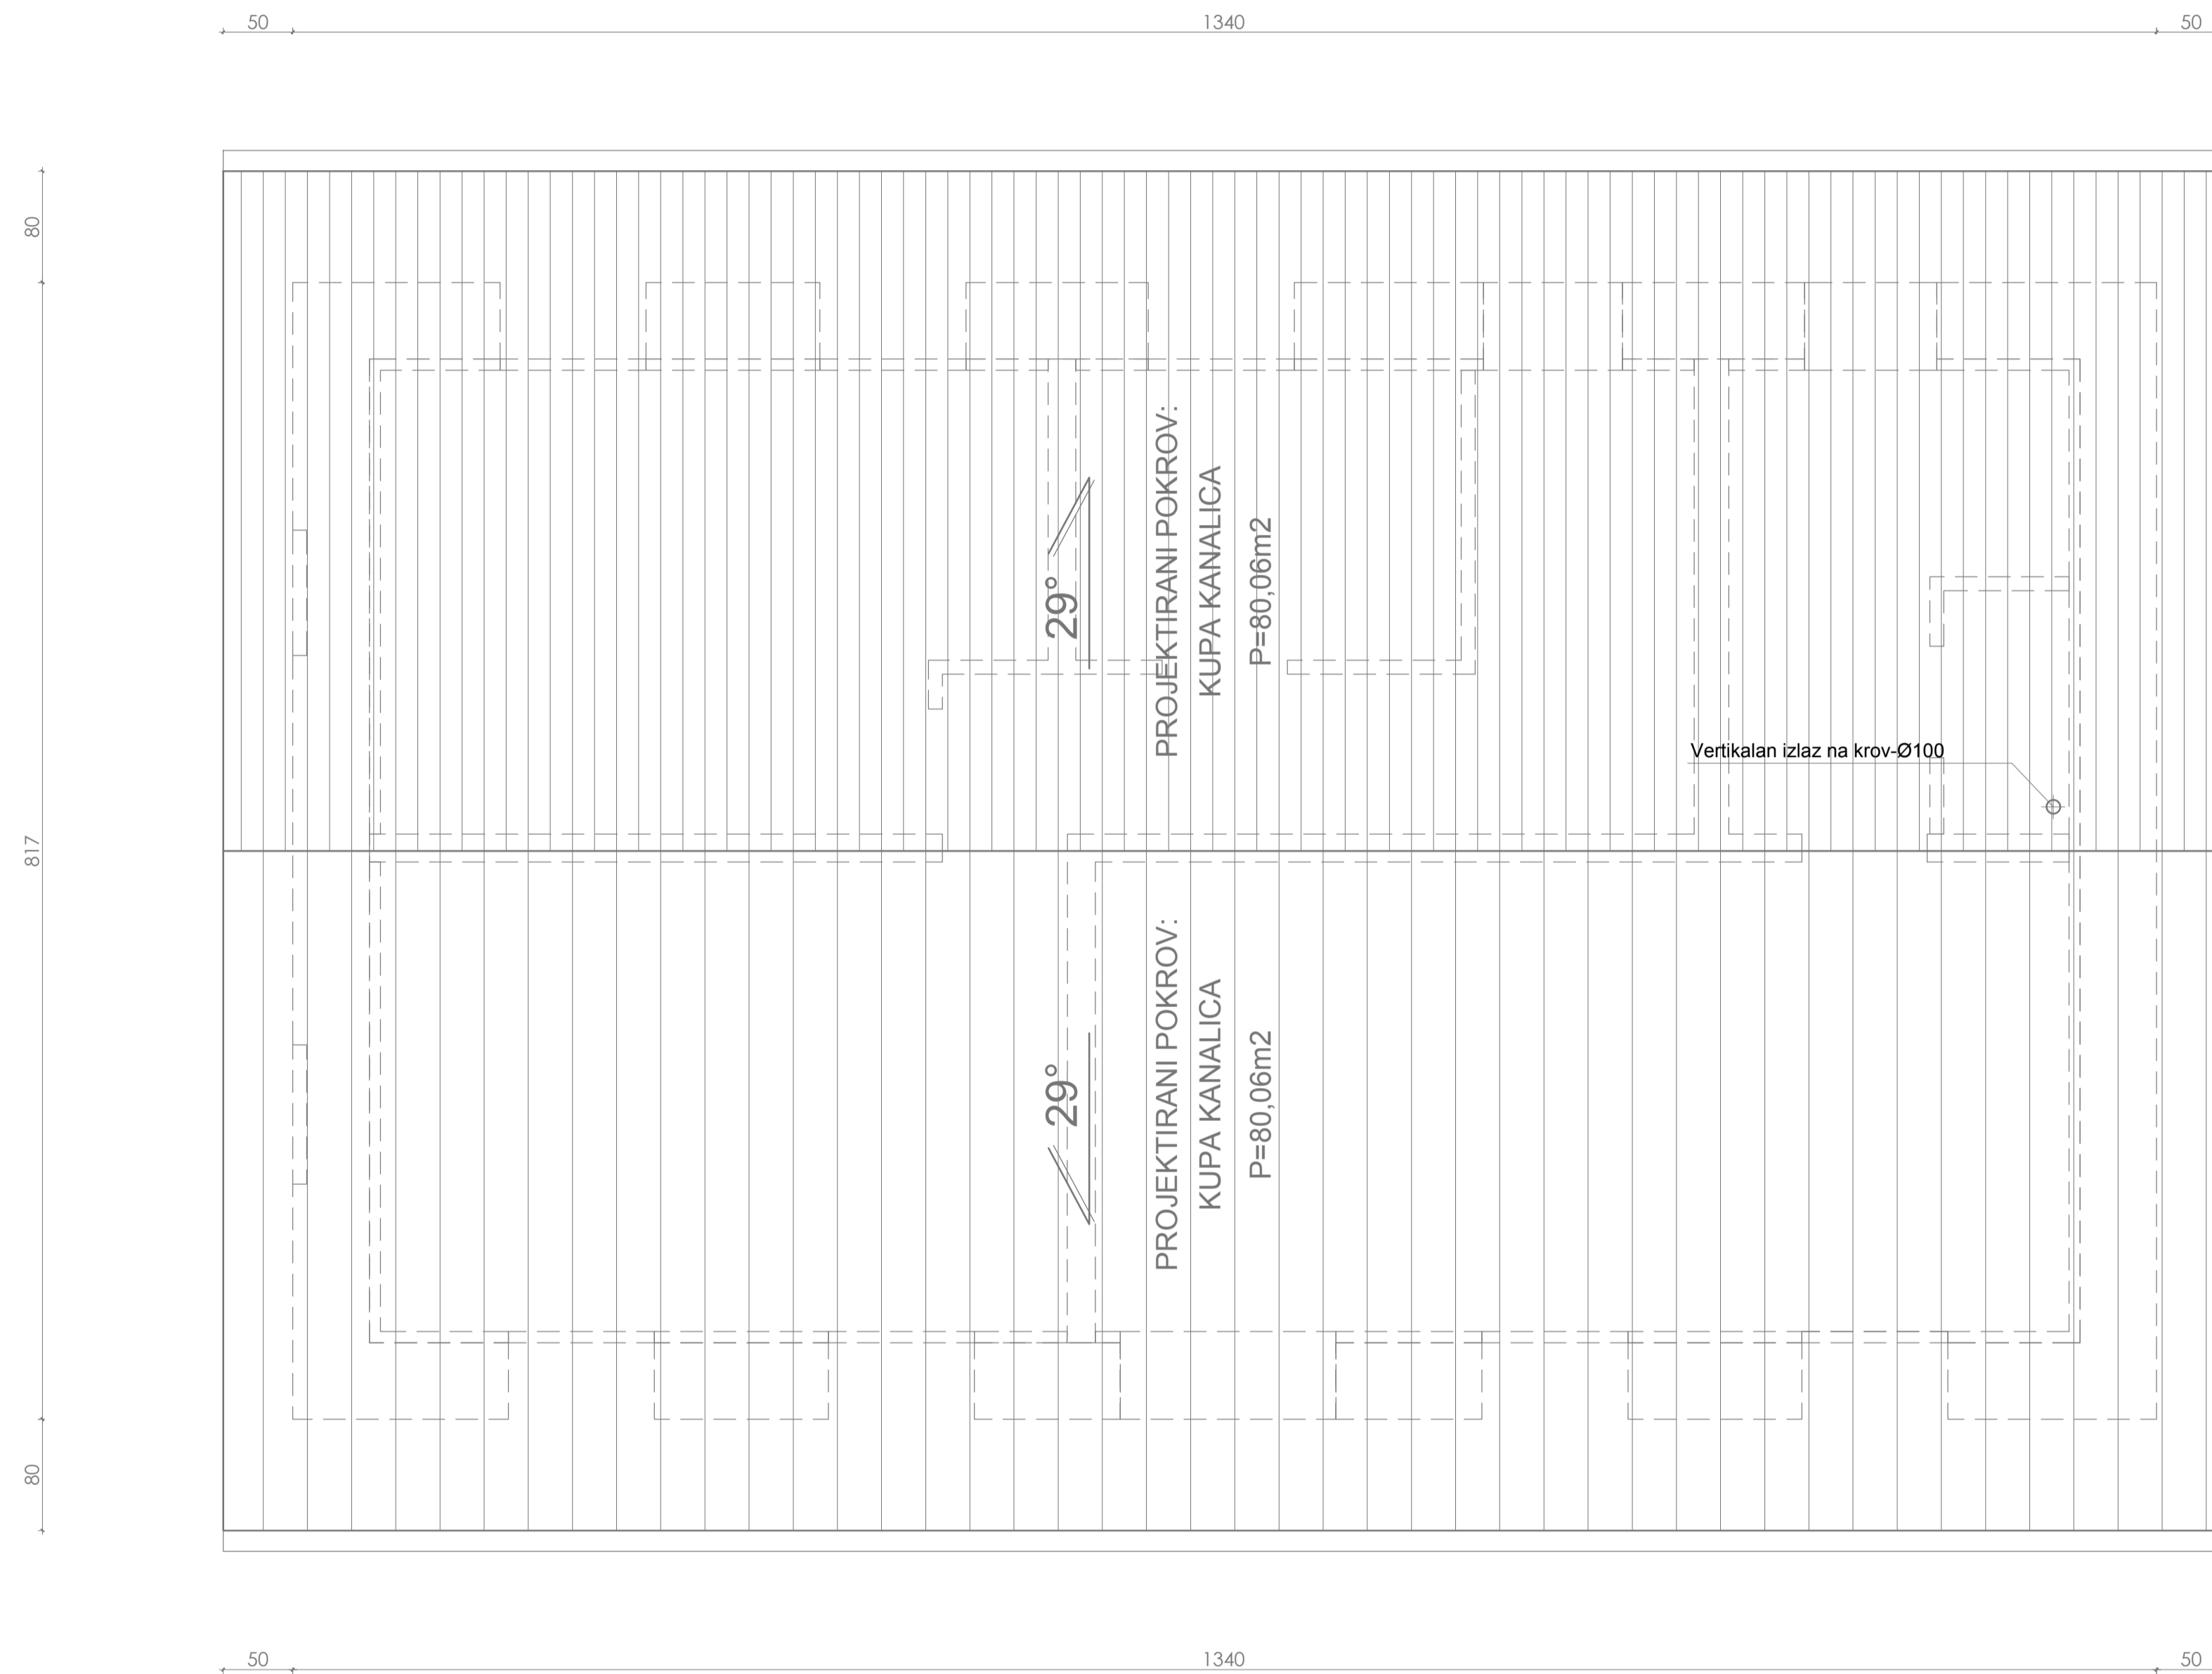 50
1340
50
80
817
80
29°
PROJEKTIRANI POKROV:
KUPA KANALICA
P=80,06m2
Vertikalan izlaz na krov-Ø100
29°
PROJEKTIRANI POKROV:
KUPA KANALICA
P=80,06m2
50
1340
50